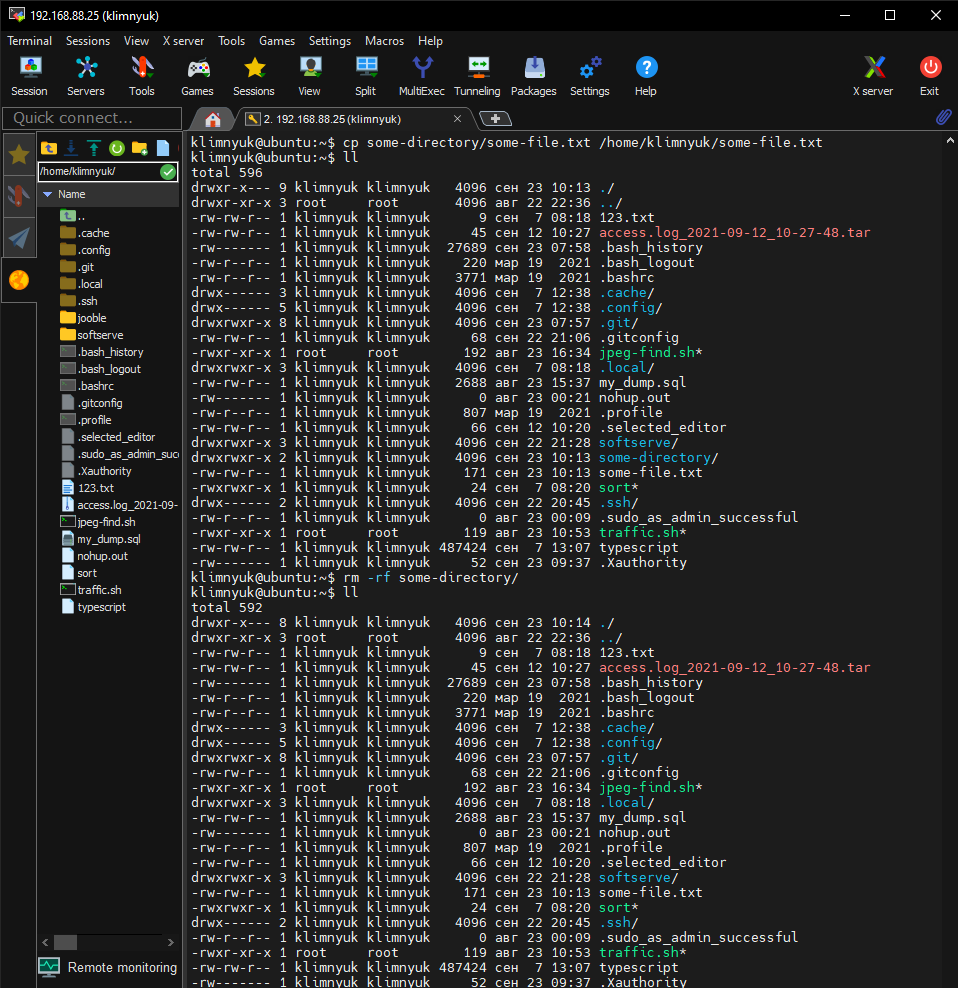 192.168.88.25 (klimnyuk)
Terminal Sessions View X server Tools Games Settings Macros Help
Session Servers Tools Games Sessions View Split MultiExec Tunneling Packages Settings Help X server Exit
Quick connect...
2. 192.168.88.25 (klimnyuk)
/home/klimnyuk/
Name
..
.cache
.config
.git
.local
.ssh
jooble
softserve
.bash_history
.bash_logout
.bashrc
.gitconfig
.profile
.selected_editor
.sudo_as_admin_succ
.Xauthority
123.txt
access.log_2021-09-
jpeg-find.sh
my_dump.sql
nohup.out
sort
traffic.sh
typescript
Remote monitoring
klimnyuk@ubuntu:~$ cp some-directory/some-file.txt /home/klimnyuk/some-file.txt
klimnyuk@ubuntu:~$ ll
total 596
drwxr-x--- 9 klimnyuk klimnyuk   4096 сен 23 10:13 ./
drwxr-xr-x 3 root     root       4096 авг 22 22:36 ../
-rw-rw-r-- 1 klimnyuk klimnyuk      9 сен  7 08:18 123.txt
-rw-rw-r-- 1 klimnyuk klimnyuk     45 сен 12 10:27 access.log_2021-09-12_10-27-48.tar
-rw------- 1 klimnyuk klimnyuk  27689 сен 23 07:58 .bash_history
-rw-r--r-- 1 klimnyuk klimnyuk    220 мар 19  2021 .bash_logout
-rw-r--r-- 1 klimnyuk klimnyuk   3771 мар 19  2021 .bashrc
drwx------ 3 klimnyuk klimnyuk   4096 сен  7 12:38 .cache/
drwx------ 5 klimnyuk klimnyuk   4096 сен  7 12:38 .config/
drwxrwxr-x 8 klimnyuk klimnyuk   4096 сен 23 07:57 .git/
-rw-rw-r-- 1 klimnyuk klimnyuk     68 сен 22 21:06 .gitconfig
-rwxr-xr-x 1 root     root        192 авг 23 16:34 jpeg-find.sh*
drwxrwxr-x 3 klimnyuk klimnyuk   4096 сен  7 08:18 .local/
-rw-rw-r-- 1 klimnyuk klimnyuk   2688 авг 23 15:37 my_dump.sql
-rw------- 1 klimnyuk klimnyuk      0 авг 23 00:21 nohup.out
-rw-r--r-- 1 klimnyuk klimnyuk    807 мар 19  2021 .profile
-rw-rw-r-- 1 klimnyuk klimnyuk     66 сен 12 10:20 .selected_editor
drwxrwxr-x 3 klimnyuk klimnyuk   4096 сен 22 21:28 softserve/
drwxrwxr-x 2 klimnyuk klimnyuk   4096 сен 23 10:13 some-directory/
-rw-rw-r-- 1 klimnyuk klimnyuk    171 сен 23 10:13 some-file.txt
-rwxrwxr-x 1 klimnyuk klimnyuk     24 сен  7 08:20 sort*
drwx------ 2 klimnyuk klimnyuk   4096 сен 22 20:45 .ssh/
-rw-r--r-- 1 klimnyuk klimnyuk      0 авг 23 00:09 .sudo_as_admin_successful
-rwxr-xr-x 1 root     root        119 авг 23 10:53 traffic.sh*
-rw-rw-r-- 1 klimnyuk klimnyuk 487424 сен  7 13:07 typescript
-rw------- 1 klimnyuk klimnyuk     52 сен 23 09:37 .Xauthority
klimnyuk@ubuntu:~$ rm -rf some-directory/
klimnyuk@ubuntu:~$ ll
total 592
drwxr-x--- 8 klimnyuk klimnyuk   4096 сен 23 10:14 ./
drwxr-xr-x 3 root     root       4096 авг 22 22:36 ../
-rw-rw-r-- 1 klimnyuk klimnyuk      9 сен  7 08:18 123.txt
-rw-rw-r-- 1 klimnyuk klimnyuk     45 сен 12 10:27 access.log_2021-09-12_10-27-48.tar
-rw------- 1 klimnyuk klimnyuk  27689 сен 23 07:58 .bash_history
-rw-r--r-- 1 klimnyuk klimnyuk    220 мар 19  2021 .bash_logout
-rw-r--r-- 1 klimnyuk klimnyuk   3771 мар 19  2021 .bashrc
drwx------ 3 klimnyuk klimnyuk   4096 сен  7 12:38 .cache/
drwx------ 5 klimnyuk klimnyuk   4096 сен  7 12:38 .config/
drwxrwxr-x 8 klimnyuk klimnyuk   4096 сен 23 07:57 .git/
-rw-rw-r-- 1 klimnyuk klimnyuk     68 сен 22 21:06 .gitconfig
-rwxr-xr-x 1 root     root        192 авг 23 16:34 jpeg-find.sh*
drwxrwxr-x 3 klimnyuk klimnyuk   4096 сен  7 08:18 .local/
-rw-rw-r-- 1 klimnyuk klimnyuk   2688 авг 23 15:37 my_dump.sql
-rw------- 1 klimnyuk klimnyuk      0 авг 23 00:21 nohup.out
-rw-r--r-- 1 klimnyuk klimnyuk    807 мар 19  2021 .profile
-rw-rw-r-- 1 klimnyuk klimnyuk     66 сен 12 10:20 .selected_editor
drwxrwxr-x 3 klimnyuk klimnyuk   4096 сен 22 21:28 softserve/
-rw-rw-r-- 1 klimnyuk klimnyuk    171 сен 23 10:13 some-file.txt
-rwxrwxr-x 1 klimnyuk klimnyuk     24 сен  7 08:20 sort*
drwx------ 2 klimnyuk klimnyuk   4096 сен 22 20:45 .ssh/
-rw-r--r-- 1 klimnyuk klimnyuk      0 авг 23 00:09 .sudo_as_admin_successful
-rwxr-xr-x 1 root     root        119 авг 23 10:53 traffic.sh*
-rw-rw-r-- 1 klimnyuk klimnyuk 487424 сен  7 13:07 typescript
-rw------- 1 klimnyuk klimnyuk     52 сен 23 09:37 .Xauthority